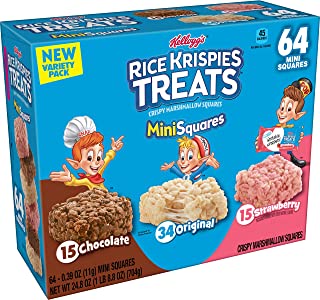 NEW
VARIETY
PACK
Kellogg's
RICE KRISPIES
TREATS
CRISPY MARSHMALLOW SQUARES
MiniSquares
45
64
MINI
SQUARES
15 Chocolate
34 Original
15 Strawberry
64
CRISPY MARSHMALLOW SQUARES
64 - 0.39 OZ (11g) MINI SQUARES
NET WT 24.8 OZ (1 LB 8.8 OZ) (704g)